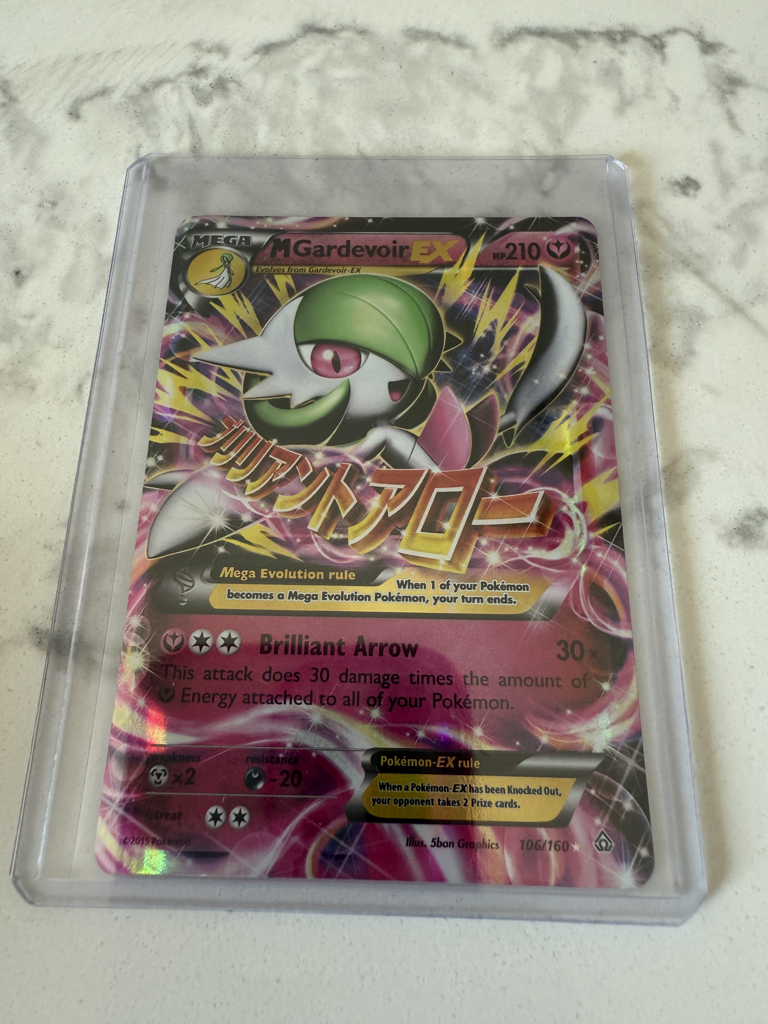 MEGA
M Gardevoir EX
HP 210
Evolves from Gardevoir-EX
ブリリアントアロー
Mega Evolution rule
When 1 of your Pokémon
becomes a Mega Evolution Pokémon, your turn ends.
Brilliant Arrow
30×
This attack does 30 damage times the amount of
Energy attached to all of your Pokémon.
weakness
×2
resistance
-20
retreat
Pokémon-EX rule
When a Pokémon-EX has been Knocked Out,
your opponent takes 2 Prize cards.
©2015 Pokémon
Illus. 5ban Graphics
106/160 ★